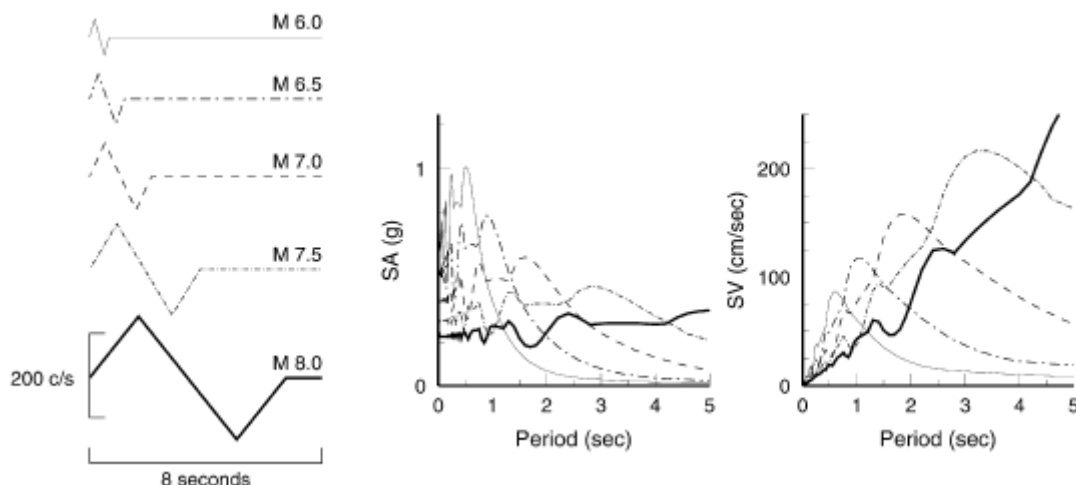 M 6.0
M 6.5
M 7.0
M 7.5
M 8.0
200 c/s
8 seconds
SA (g)
1
0
0 1 2 3 4 5
Period (sec)
SV (cm/sec)
200
100
0
0 1 2 3 4 5
Period (sec)